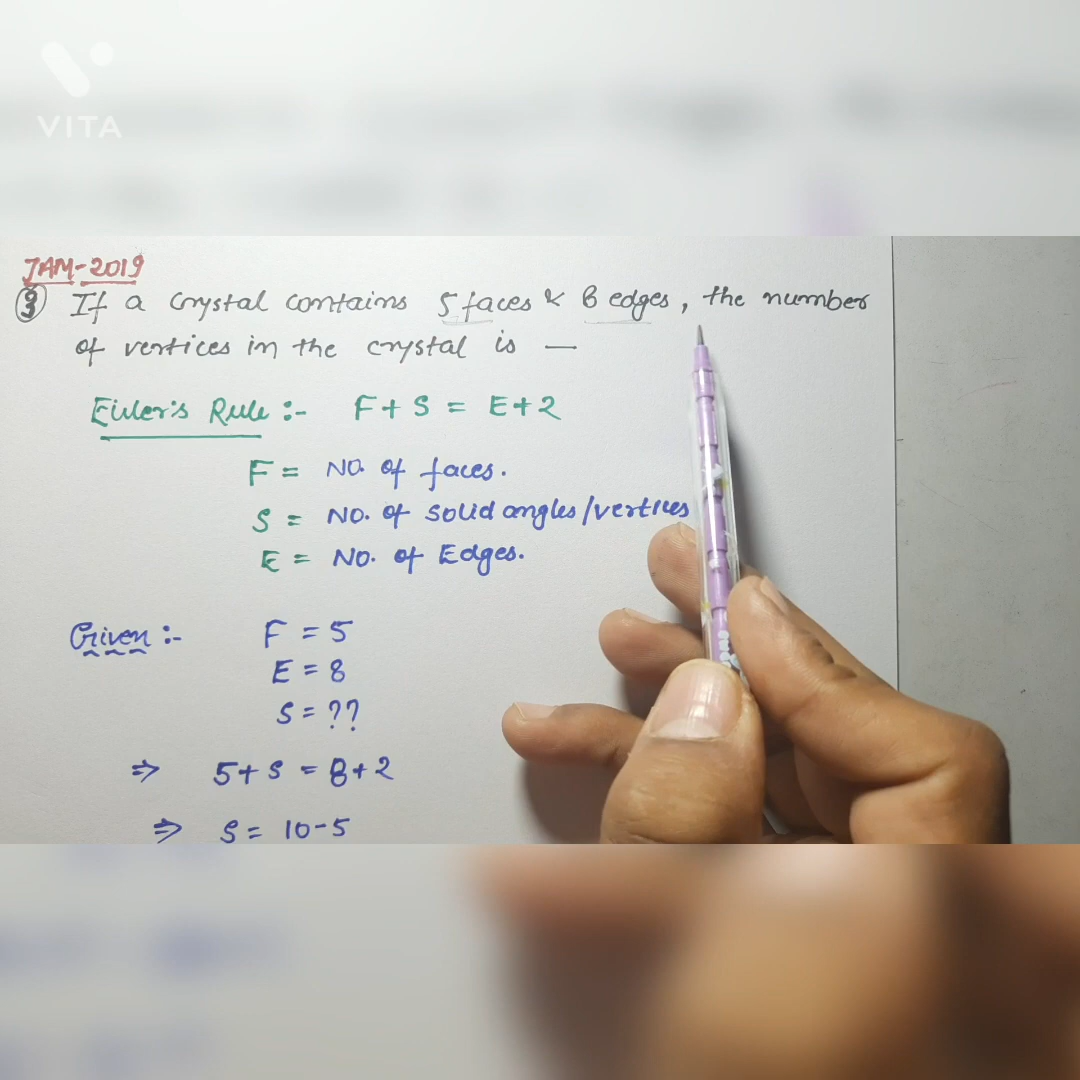 VITA
JAM-2019
3 If a crystal contains 5 faces & 8 edges, the number
of vertices in the crystal is —
Euler's Rule :- F + S = E + 2
F = NO. of faces.
S = NO. of solid angles/vertices
E = NO. of Edges.
Given :- F = 5
E = 8
S = ??
⇒ 5 + S = 8 + 2
⇒ S = 10 - 5